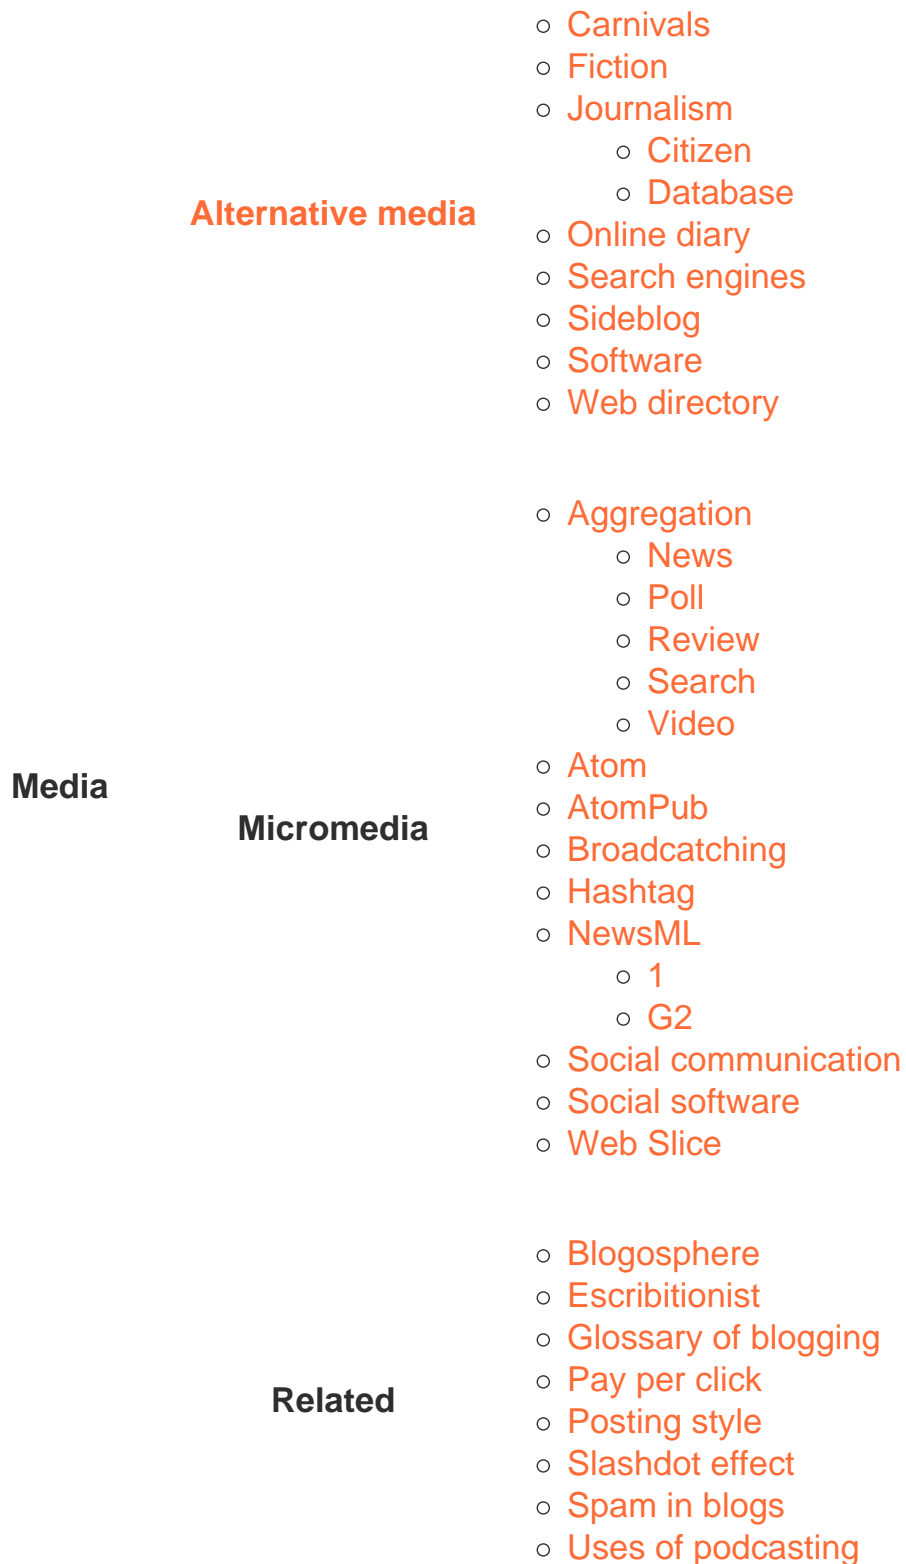 Media
Alternative media
Carnivals
Fiction
Journalism
Citizen
Database
Online diary
Search engines
Sideblog
Software
Web directory
Micromedia
Aggregation
News
Poll
Review
Search
Video
Atom
AtomPub
Broadcatching
Hashtag
NewsML
1
G2
Social communication
Social software
Web Slice
Related
Blogosphere
Escribitionist
Glossary of blogging
Pay per click
Posting style
Slashdot effect
Spam in blogs
Uses of podcasting